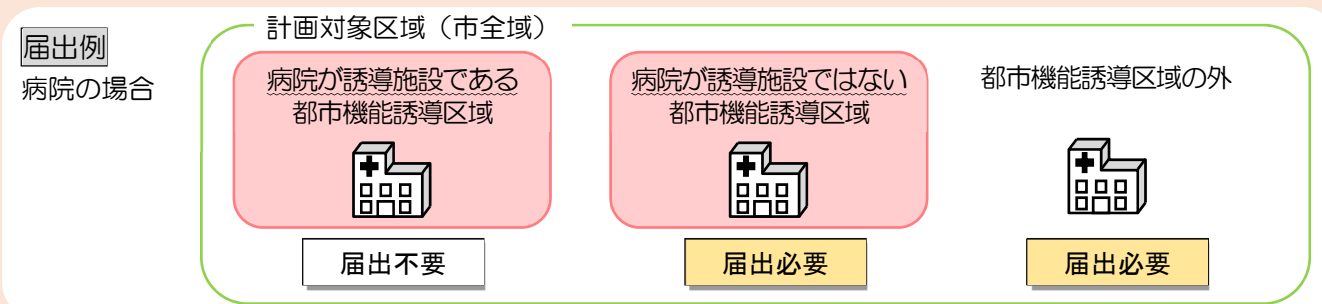 届出例
病院の場合
計画対象区域（市全域）
病院が誘導施設である
都市機能誘導区域
届出不要
病院が誘導施設ではない
都市機能誘導区域
届出必要
都市機能誘導区域の外
届出必要